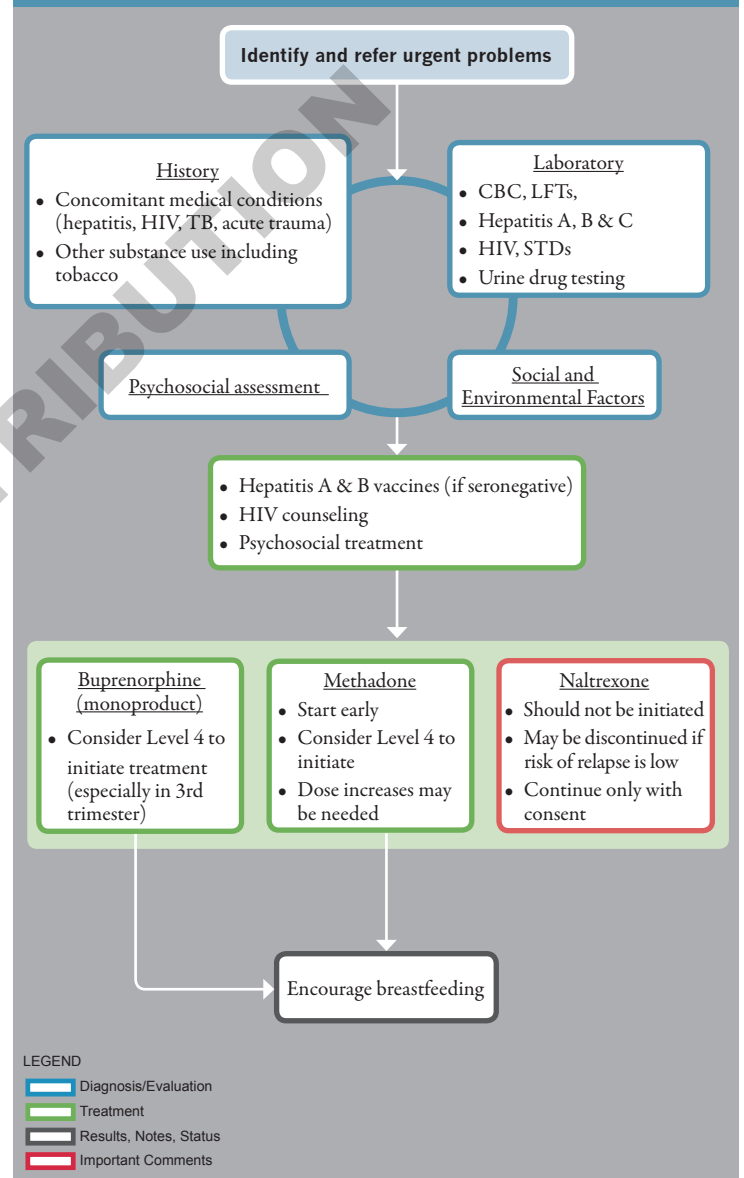 Identify and refer urgent problems
History
• Concomitant medical conditions
(hepatitis, HIV, TB, acute trauma)
• Other substance use including
tobacco
Laboratory
• CBC, LFTs,
• Hepatitis A, B & C
• HIV, STDs
• Urine drug testing
Psychosocial assessment
Social and
Environmental Factors
• Hepatitis A & B vaccines (if seronegative)
• HIV counseling
• Psychosocial treatment
Buprenorphine
(monoproduct)
• Consider Level 4 to
initiate treatment
(especially in 3rd
trimester)
Methadone
• Start early
• Consider Level 4 to
initiate
• Dose increases may
be needed
Naltrexone
• Should not be initiated
• May be discontinued if
risk of relapse is low
• Continue only with
consent
Encourage breastfeeding
LEGEND
Diagnosis/Evaluation
Treatment
Results, Notes, Status
Important Comments
TRIBUTION